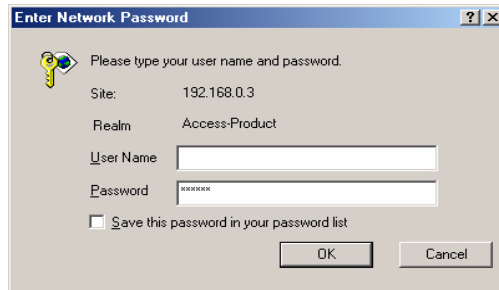 Enter Network Password
? X
Please type your user name and password.
Site: 192.168.0.3
Realm Access-Product
User Name
Password xxxxxx
Save this password in your password list
OK Cancel